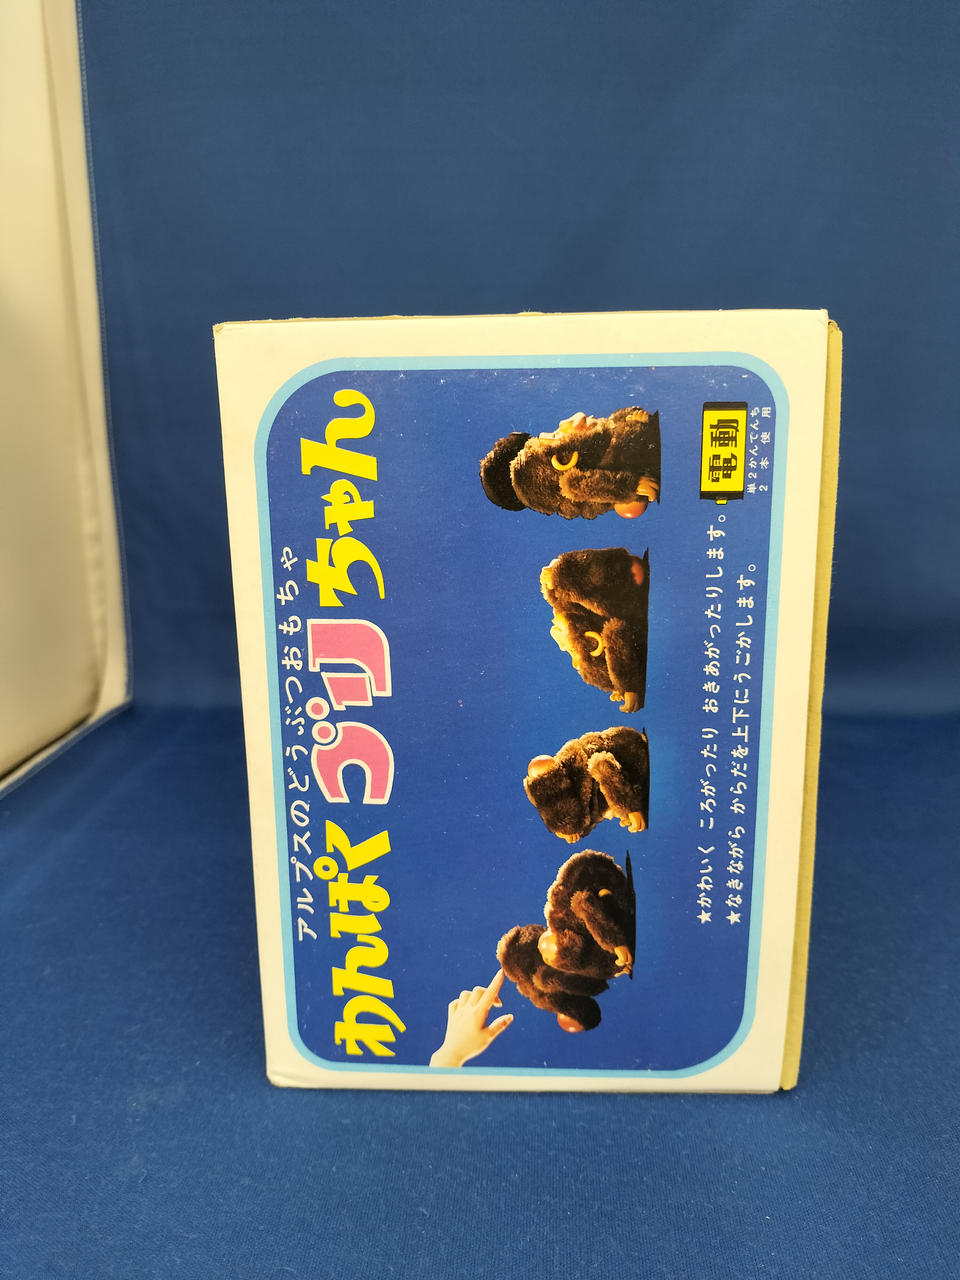 アルプスのどうぶつおもちゃ
わんぱくゴリちゃん
★かわいく ころがったり おきあがったりします。
★なきながら からだを上下にうごかします。
電動
単2かんでんち
2本使用